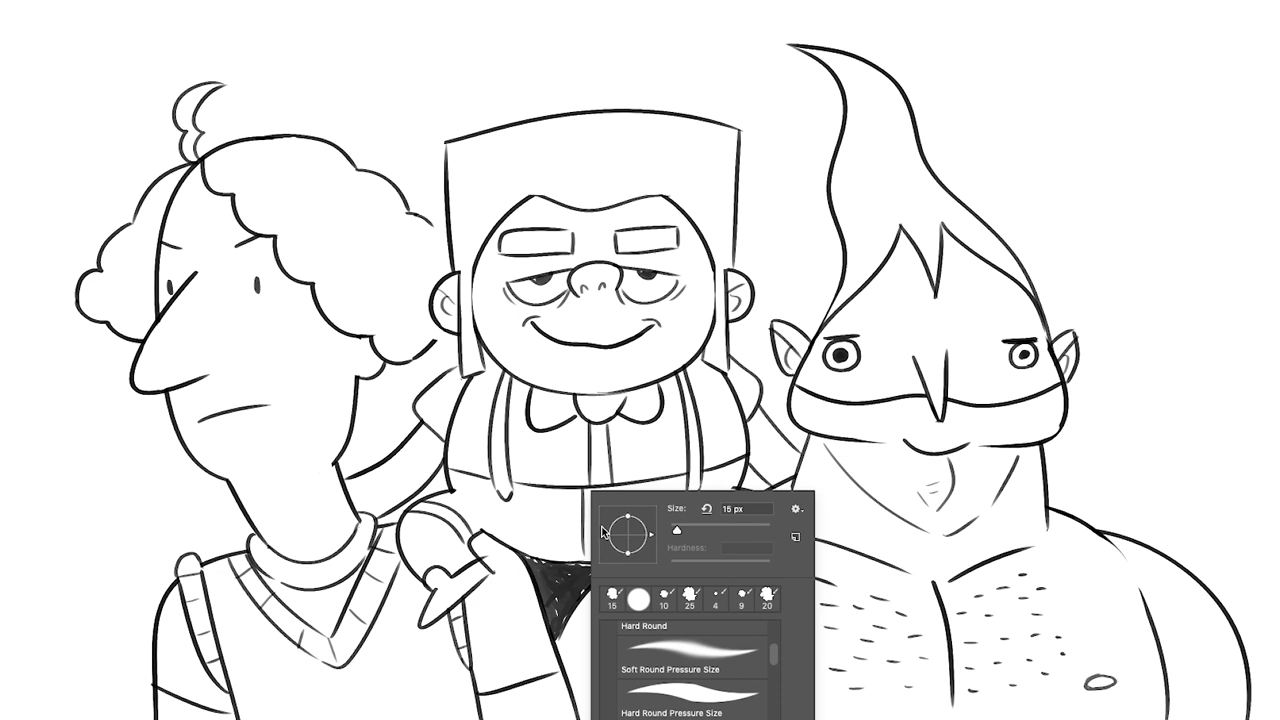 Size: 15 px
Hardness:
15 10 25 4 9 20
Hard Round
Soft Round Pressure Size
Hard Round Pressure Size